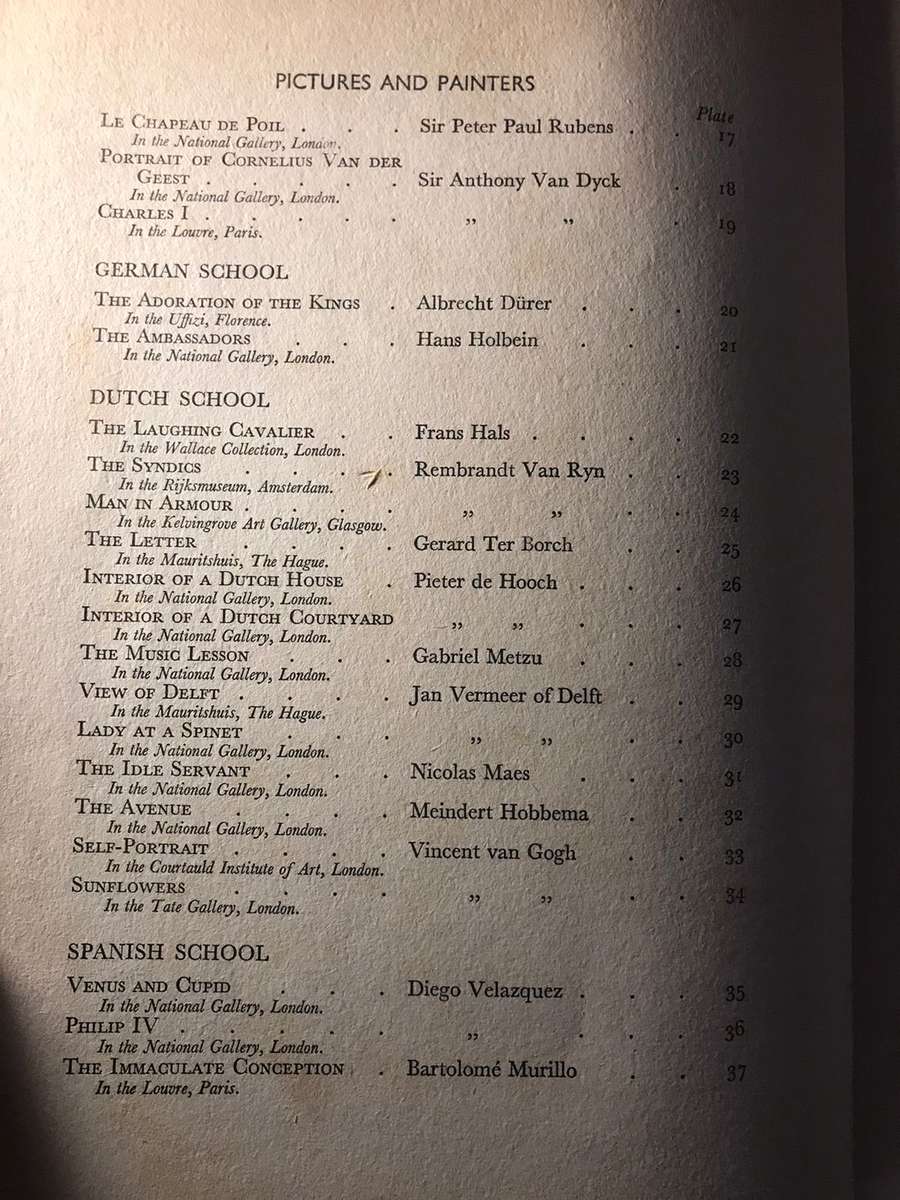 PICTURES AND PAINTERS
Plate
LE CHAPEAU DE POIL . . . Sir Peter Paul Rubens . . 17
In the National Gallery, London.
PORTRAIT OF CORNELIUS VAN DER
GEEST . . . . . Sir Anthony Van Dyck . 18
In the National Gallery, London.
CHARLES I . . . . . ,, ,, . 19
In the Louvre, Paris.
GERMAN SCHOOL
THE ADORATION OF THE KINGS . Albrecht Dürer . . . 20
In the Uffizi, Florence.
THE AMBASSADORS . . . Hans Holbein . . . 21
In the National Gallery, London.
DUTCH SCHOOL
THE LAUGHING CAVALIER . . Frans Hals . . . . 22
In the Wallace Collection, London.
THE SYNDICS . . . . Rembrandt Van Ryn . . 23
In the Rijksmuseum, Amsterdam.
MAN IN ARMOUR . . . . ,, ,, . . 24
In the Kelvingrove Art Gallery, Glasgow.
THE LETTER . . . . Gerard Ter Borch . . 25
In the Mauritshuis, The Hague.
INTERIOR OF A DUTCH HOUSE . Pieter de Hooch . . . 26
In the National Gallery, London.
INTERIOR OF A DUTCH COURTYARD ,, ,, . . . 27
In the National Gallery, London.
THE MUSIC LESSON . . . Gabriel Metzu . . . 28
In the National Gallery, London.
VIEW OF DELFT . . . . Jan Vermeer of Delft . . 29
In the Mauritshuis, The Hague.
LADY AT A SPINET . . . ,, ,, . . 30
In the National Gallery, London.
THE IDLE SERVANT . . . Nicolas Maes . . . 31
In the National Gallery, London.
THE AVENUE . . . . Meindert Hobbema . . 32
In the National Gallery, London.
SELF-PORTRAIT . . . . Vincent van Gogh . . 33
In the Courtauld Institute of Art, London.
SUNFLOWERS . . . . ,, ,, . . 34
In the Tate Gallery, London.
SPANISH SCHOOL
VENUS AND CUPID . . . Diego Velazquez . . . 35
In the National Gallery, London.
PHILIP IV . . . . . ,, . . . 36
In the National Gallery, London.
THE IMMACULATE CONCEPTION . Bartolomé Murillo . . 37
In the Louvre, Paris.